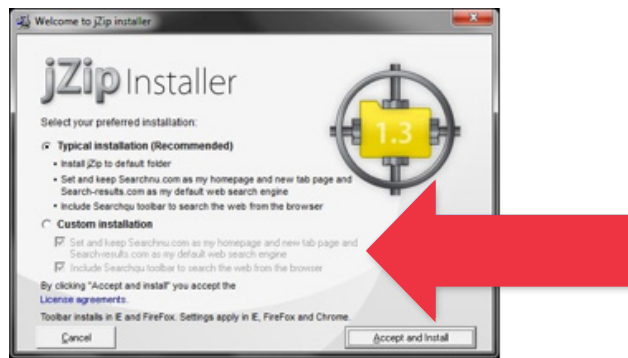 Welcome to jZip installer
jZip Installer
1.3
Select your preferred installation:
Typical installation (Recommended)
Install jZip to default folder
Set and keep Searchnu.com as my homepage and new tab page and
Search-results.com as my default web search engine
Include Searchqu toolbar to search the web from the browser
Custom installation
Set and keep Searchnu.com as my homepage and new tab page and
Search-results.com as my default web search engine
Include Searchqu toolbar to search the web from the browser
By clicking "Accept and install" you accept the
License agreements.
Toolbar installs in IE and FireFox. Settings apply in IE, FireFox and Chrome.
Cancel
Accept and Install